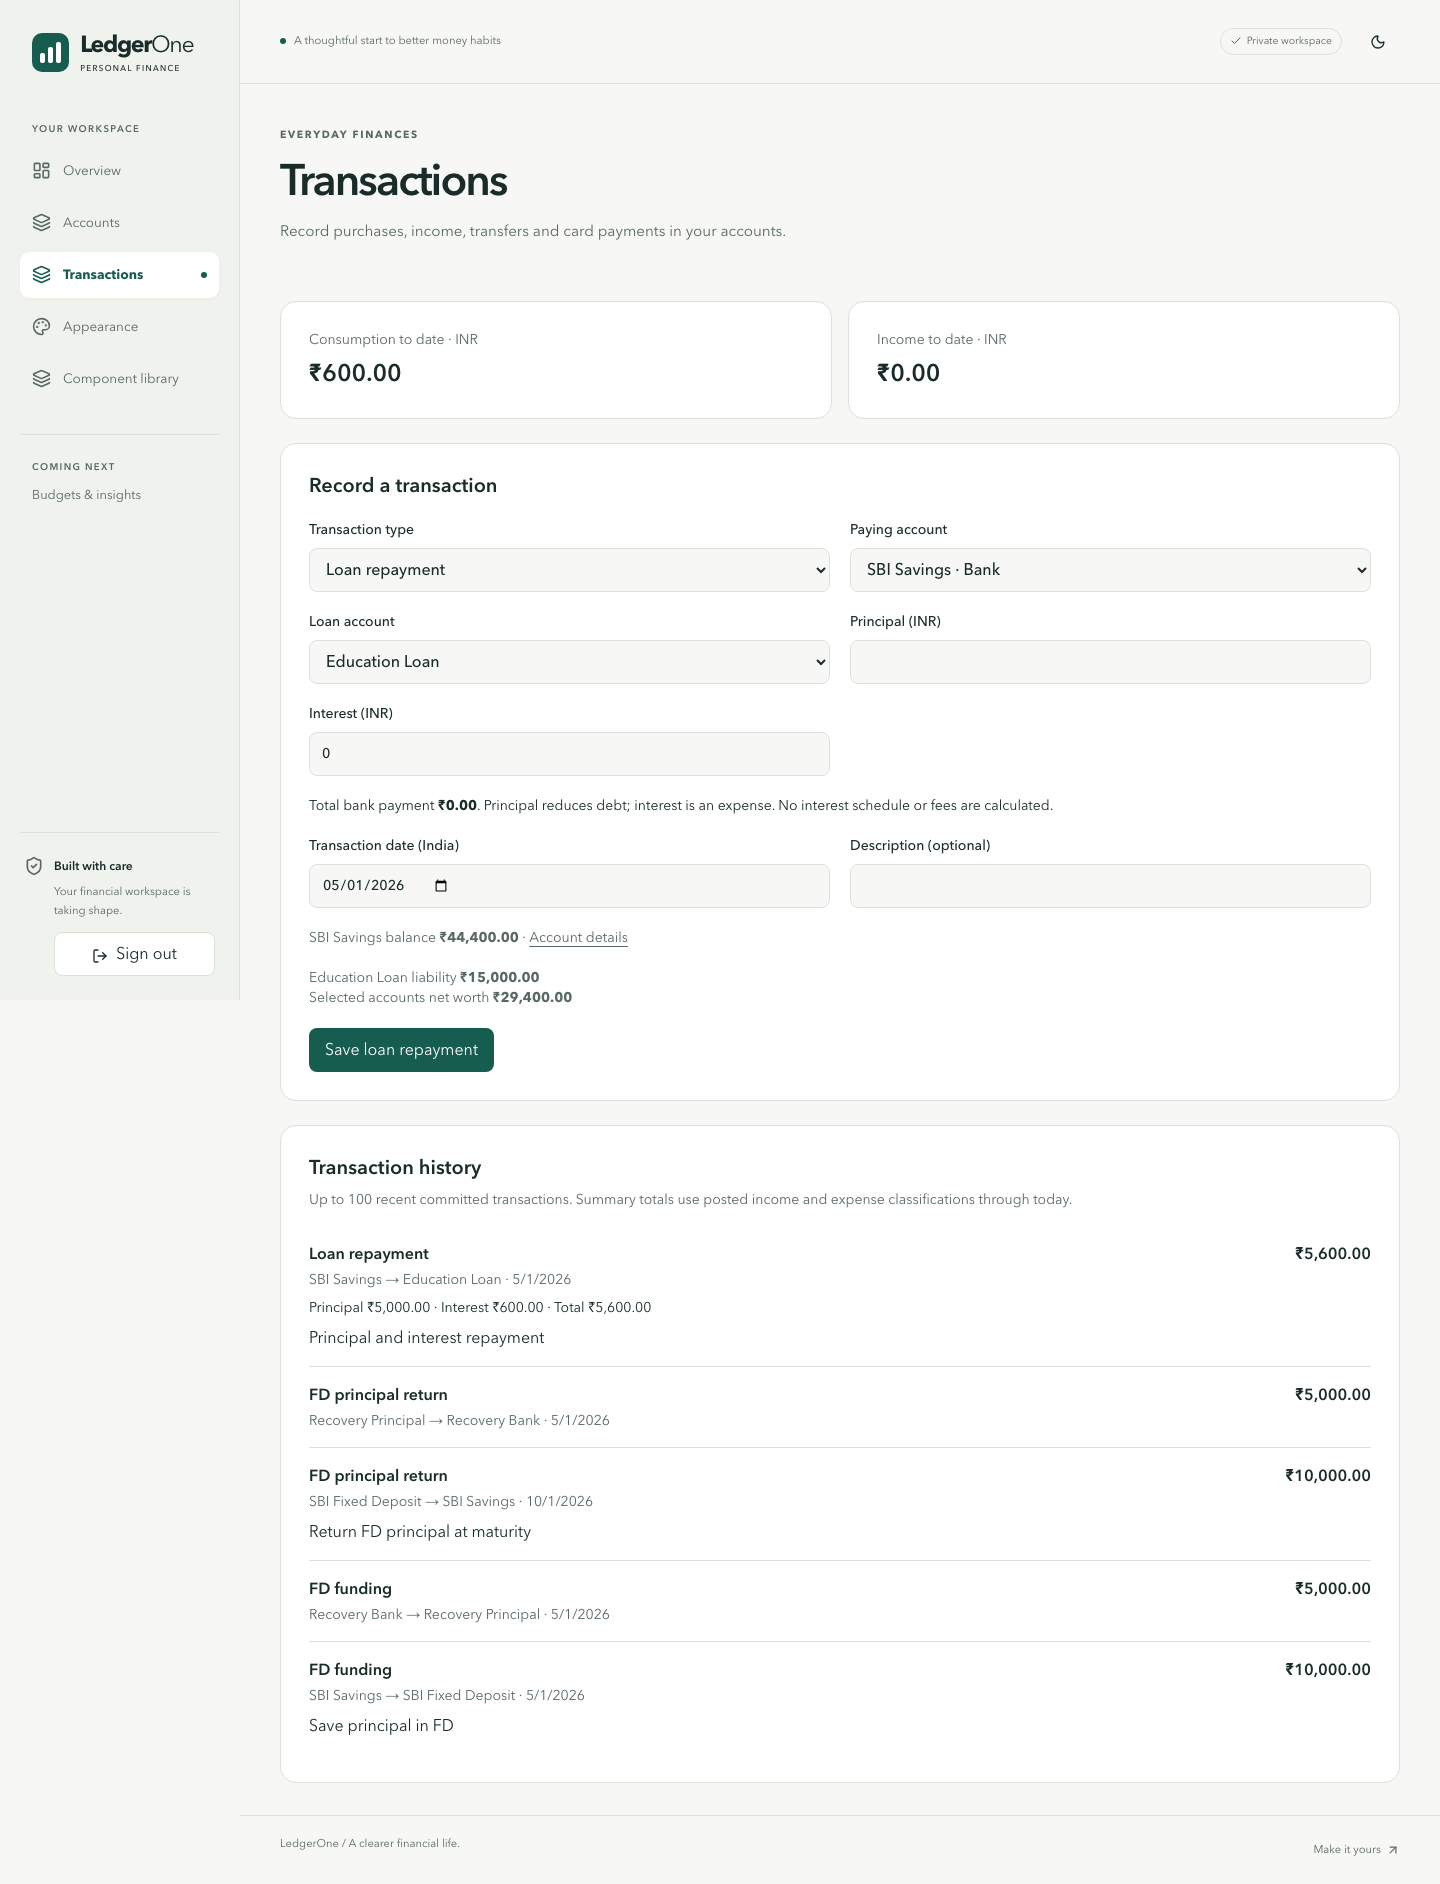 LedgerOne
PERSONAL FINANCE
YOUR WORKSPACE
Overview
Accounts
Transactions
Appearance
Component library
COMING NEXT
Budgets & insights
Built with care
Your financial workspace is
taking shape.
Sign out
A thoughtful start to better money habits
Private workspace
EVERYDAY FINANCES
Transactions
Record purchases, income, transfers and card payments in your accounts.
Consumption to date · INR
₹600.00
Income to date · INR
₹0.00
Record a transaction
Transaction type
Loan repayment
Paying account
SBI Savings · Bank
Loan account
Education Loan
Principal (INR)
Interest (INR)
0
Total bank payment ₹0.00. Principal reduces debt; interest is an expense. No interest schedule or fees are calculated.
Transaction date (India)
05/01/2026
Description (optional)
SBI Savings balance ₹44,400.00 · Account details
Education Loan liability ₹15,000.00
Selected accounts net worth ₹29,400.00
Save loan repayment
Transaction history
Up to 100 recent committed transactions. Summary totals use posted income and expense classifications through today.
Loan repayment ₹5,600.00
SBI Savings → Education Loan · 5/1/2026
Principal ₹5,000.00 · Interest ₹600.00 · Total ₹5,600.00
Principal and interest repayment
FD principal return ₹5,000.00
Recovery Principal → Recovery Bank · 5/1/2026
FD principal return ₹10,000.00
SBI Fixed Deposit → SBI Savings · 10/1/2026
Return FD principal at maturity
FD funding ₹5,000.00
Recovery Bank → Recovery Principal · 5/1/2026
FD funding ₹10,000.00
SBI Savings → SBI Fixed Deposit · 5/1/2026
Save principal in FD
LedgerOne / A clearer financial life.
Make it yours